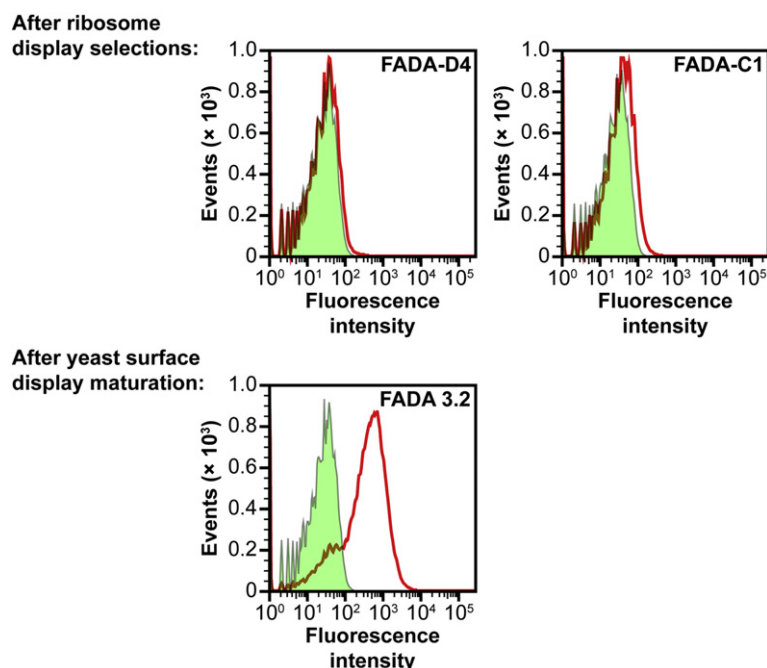 After ribosome
display selections:
FADA-D4
FADA-C1
Events (× 10³)
1.0
0.8
0.6
0.4
0.2
0
10⁰ 10¹ 10² 10³ 10⁴ 10⁵
Fluorescence
intensity
Events (× 10³)
1.0
0.8
0.6
0.4
0.2
0
10⁰ 10¹ 10² 10³ 10⁴ 10⁵
Fluorescence
intensity
After yeast surface
display maturation:
FADA 3.2
Events (× 10³)
1.0
0.8
0.6
0.4
0.2
0
10⁰ 10¹ 10² 10³ 10⁴ 10⁵
Fluorescence
intensity